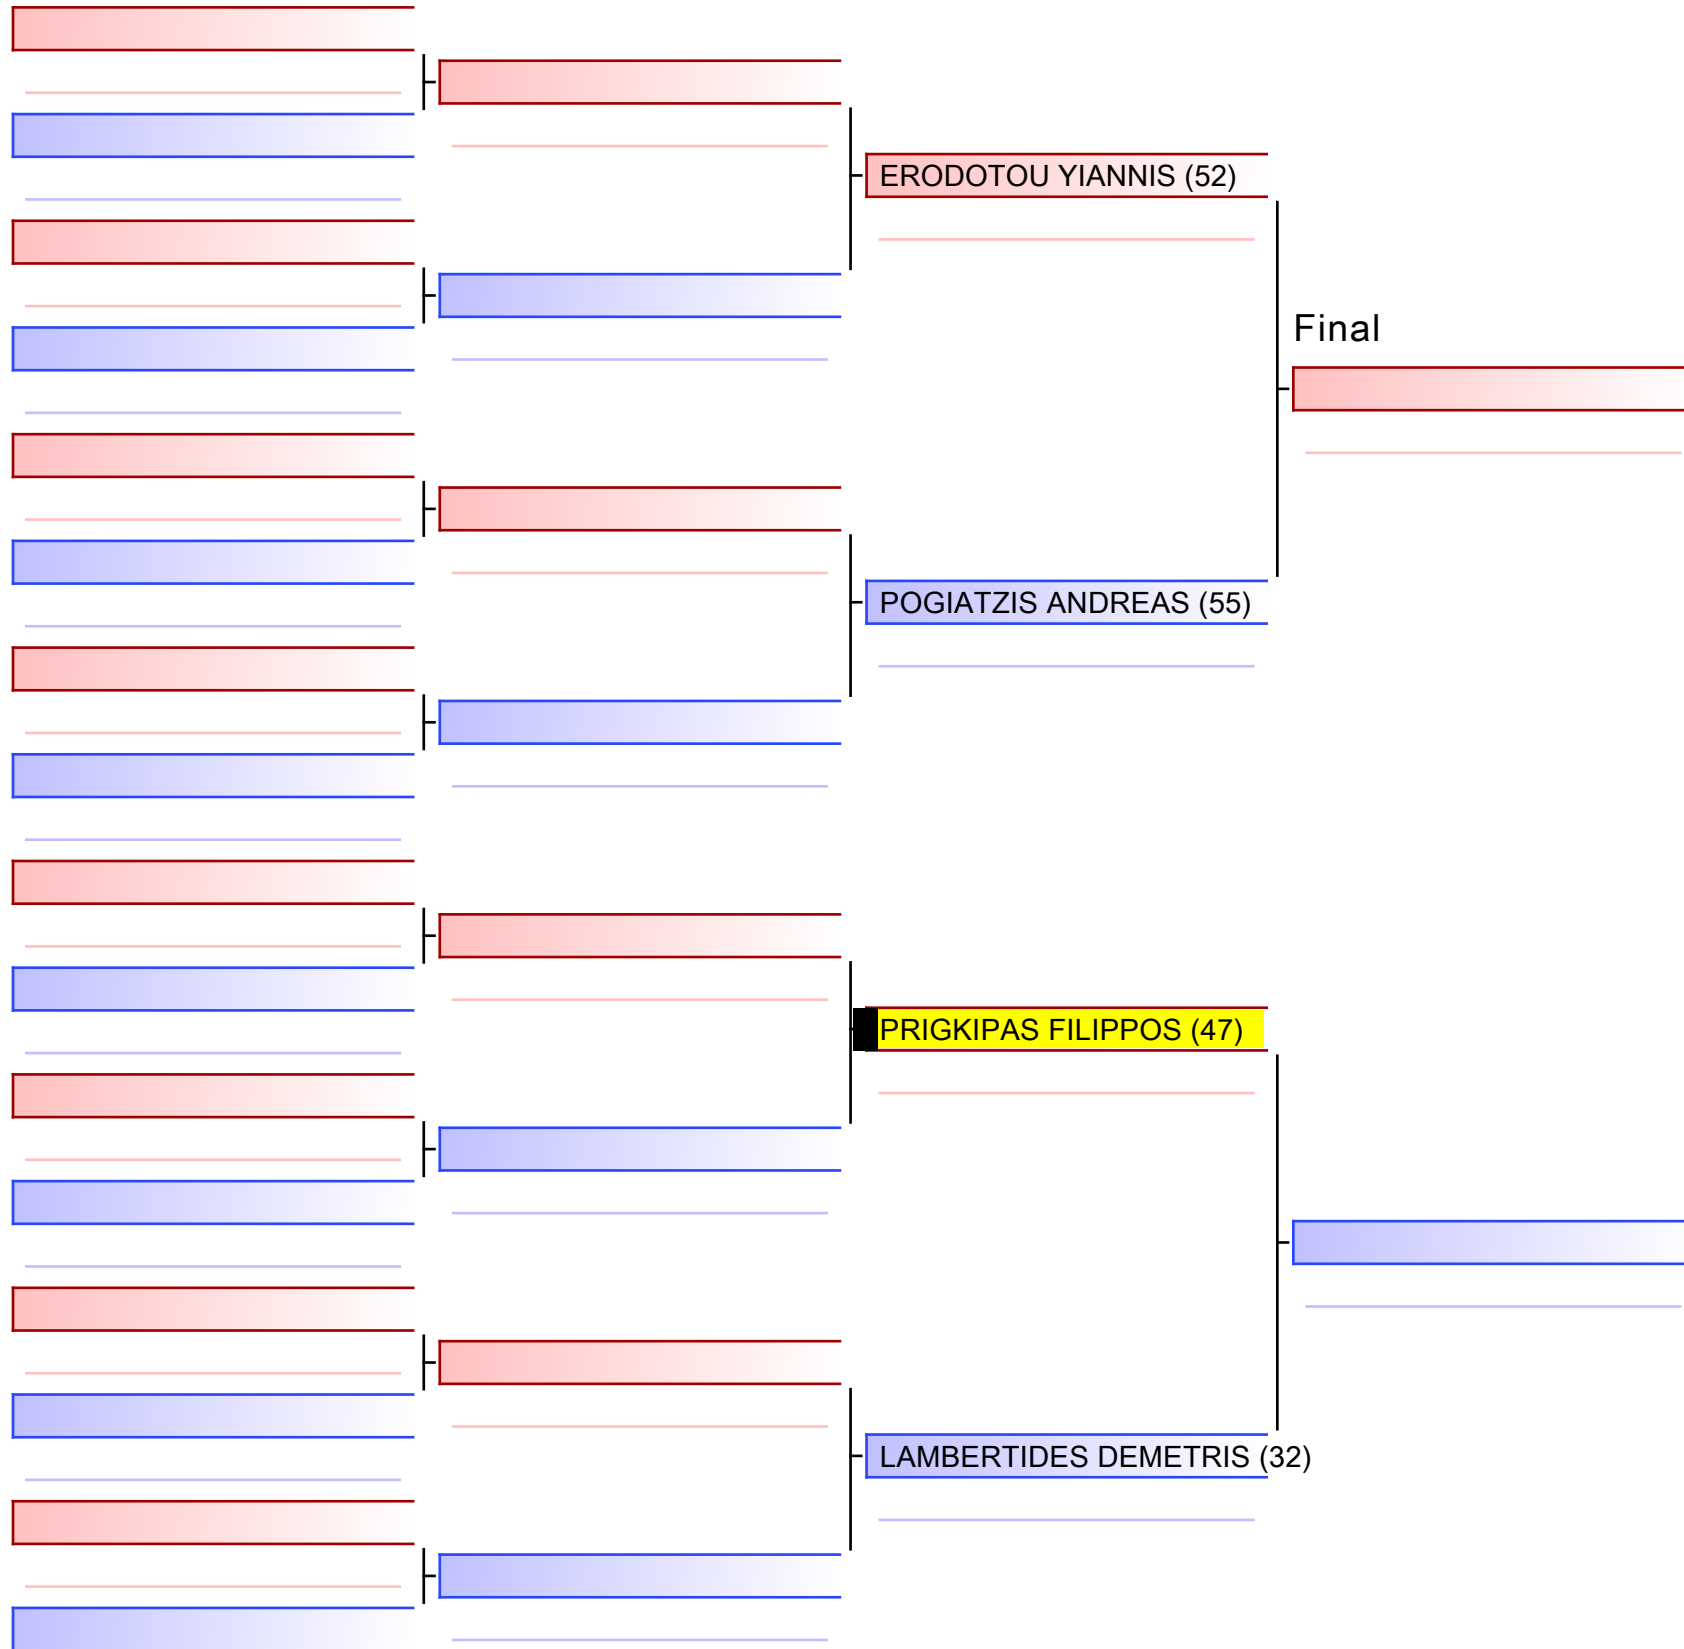 ERODOTOU YIANNIS (52)
Final
POGIATZIS ANDREAS (55)
PRIGKIPAS FILIPPOS (47)
LAMBERTIDES DEMETRIS (32)